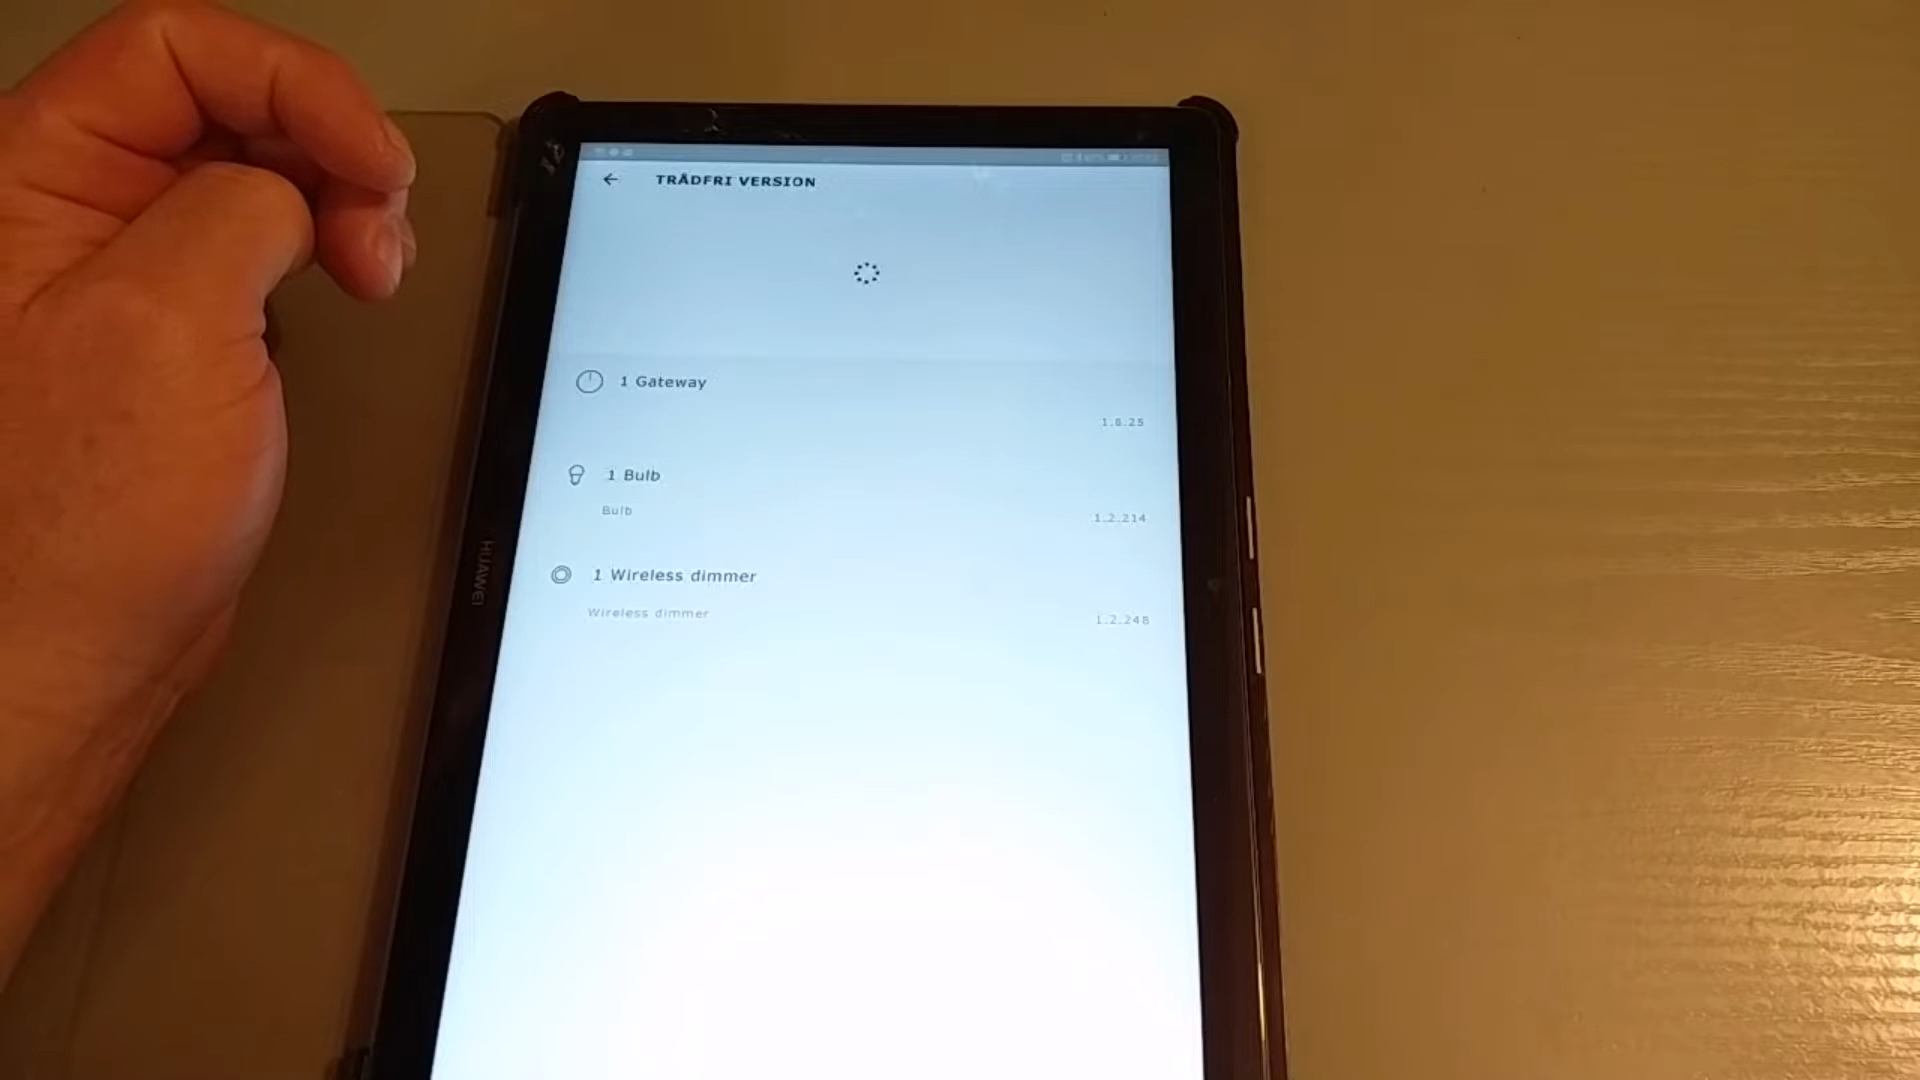 TRÅDFRI VERSION
1 Gateway
1.8.25
1 Bulb
Bulb
1.2.214
1 Wireless dimmer
Wireless dimmer
1.2.248
HUAWEI